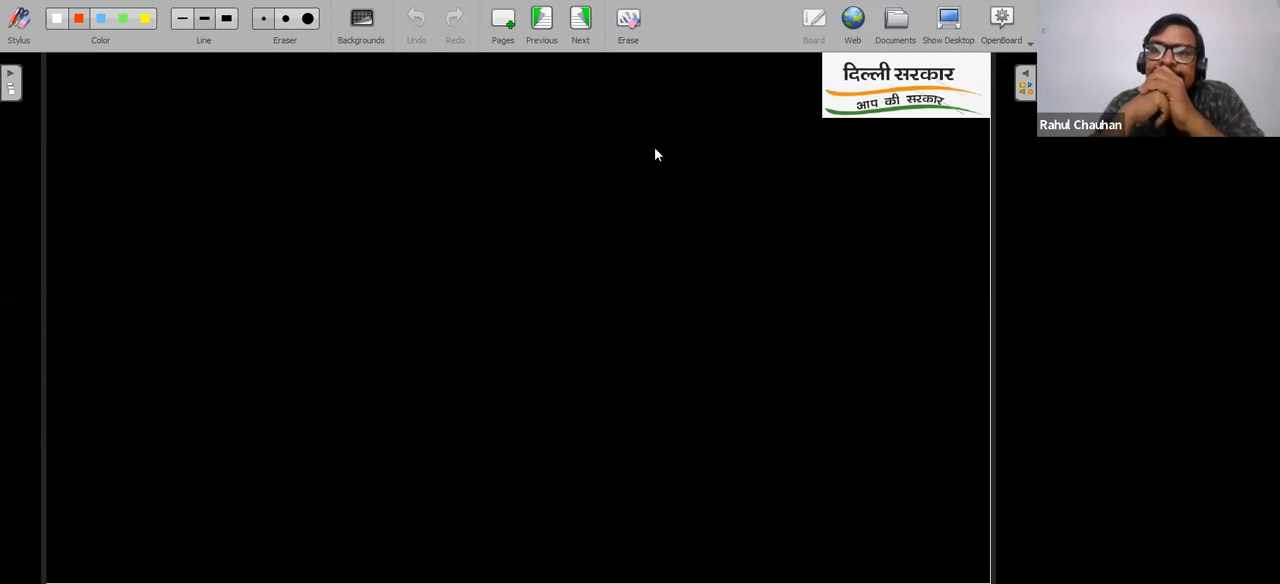 Stylus
Color
Line
Eraser
Backgrounds
Undo
Redo
Pages
Previous
Next
Erase
Board
Web
Documents
Show Desktop
OpenBoard
दिल्ली सरकार
आप की सरकार
Rahul Chauhan